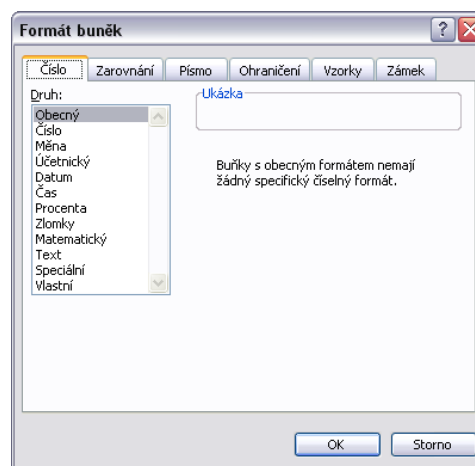 Formát buněk
Číslo Zarovnání Písmo Ohraničení Vzorky Zámek
Druh:
Obecný
Číslo
Měna
Účetnický
Datum
Čas
Procenta
Zlomky
Matematický
Text
Speciální
Vlastní
Ukázka
Buňky s obecným formátem nemají
žádný specifický číselný formát.
OK Storno